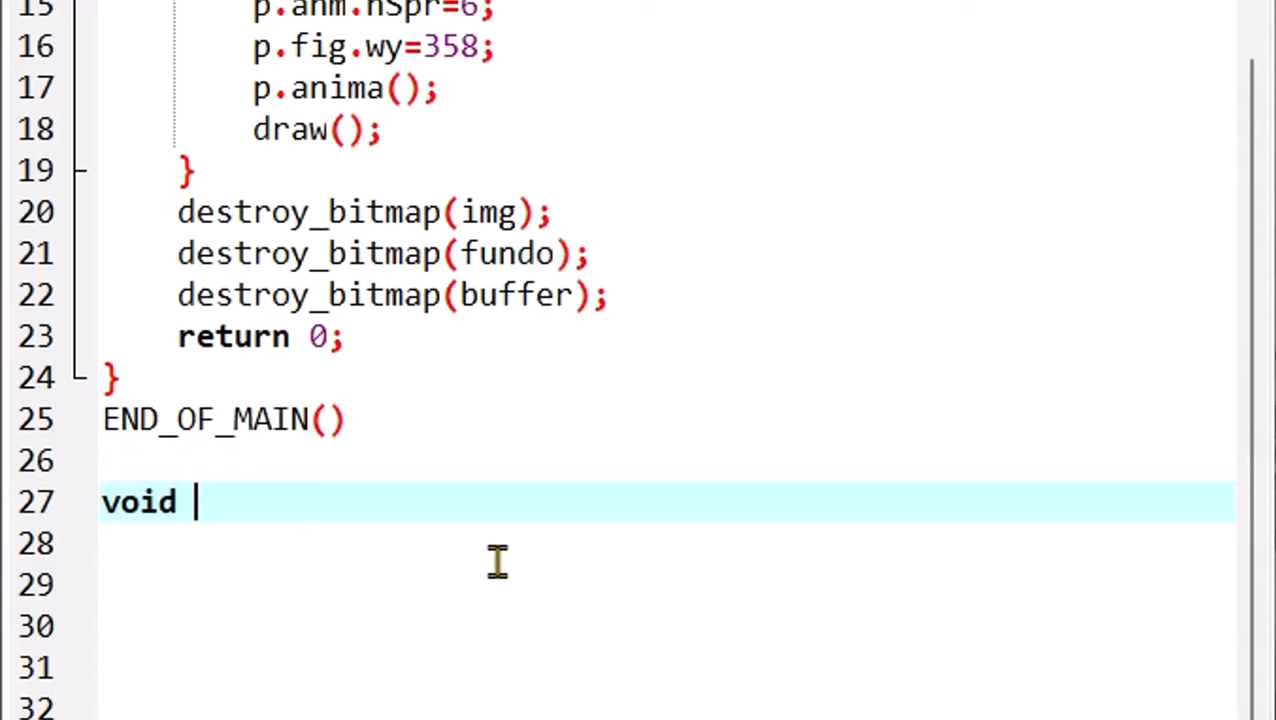 15 p.anm.nSpr=6;
16 p.fig.wy=358;
17 p.anima();
18 draw();
19 }
20 destroy_bitmap(img);
21 destroy_bitmap(fundo);
22 destroy_bitmap(buffer);
23 return 0;
24 }
25 END_OF_MAIN()
26
27 void
28
29
30
31
32